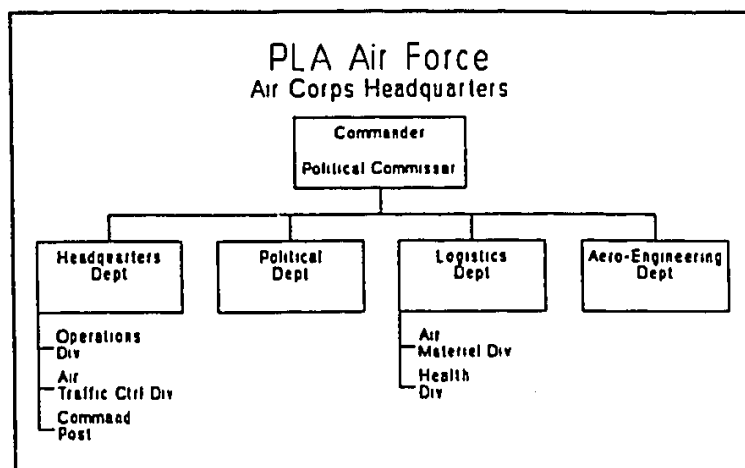 PLA Air Force
Air Corps Headquarters
Commander
Political Commissar
Headquarters
Dept
Political
Dept
Logistics
Dept
Aero-Engineering
Dept
Operations
Div
Air
Traffic Ctrl Div
Command
Post
Air
Materiel Div
Health
Div